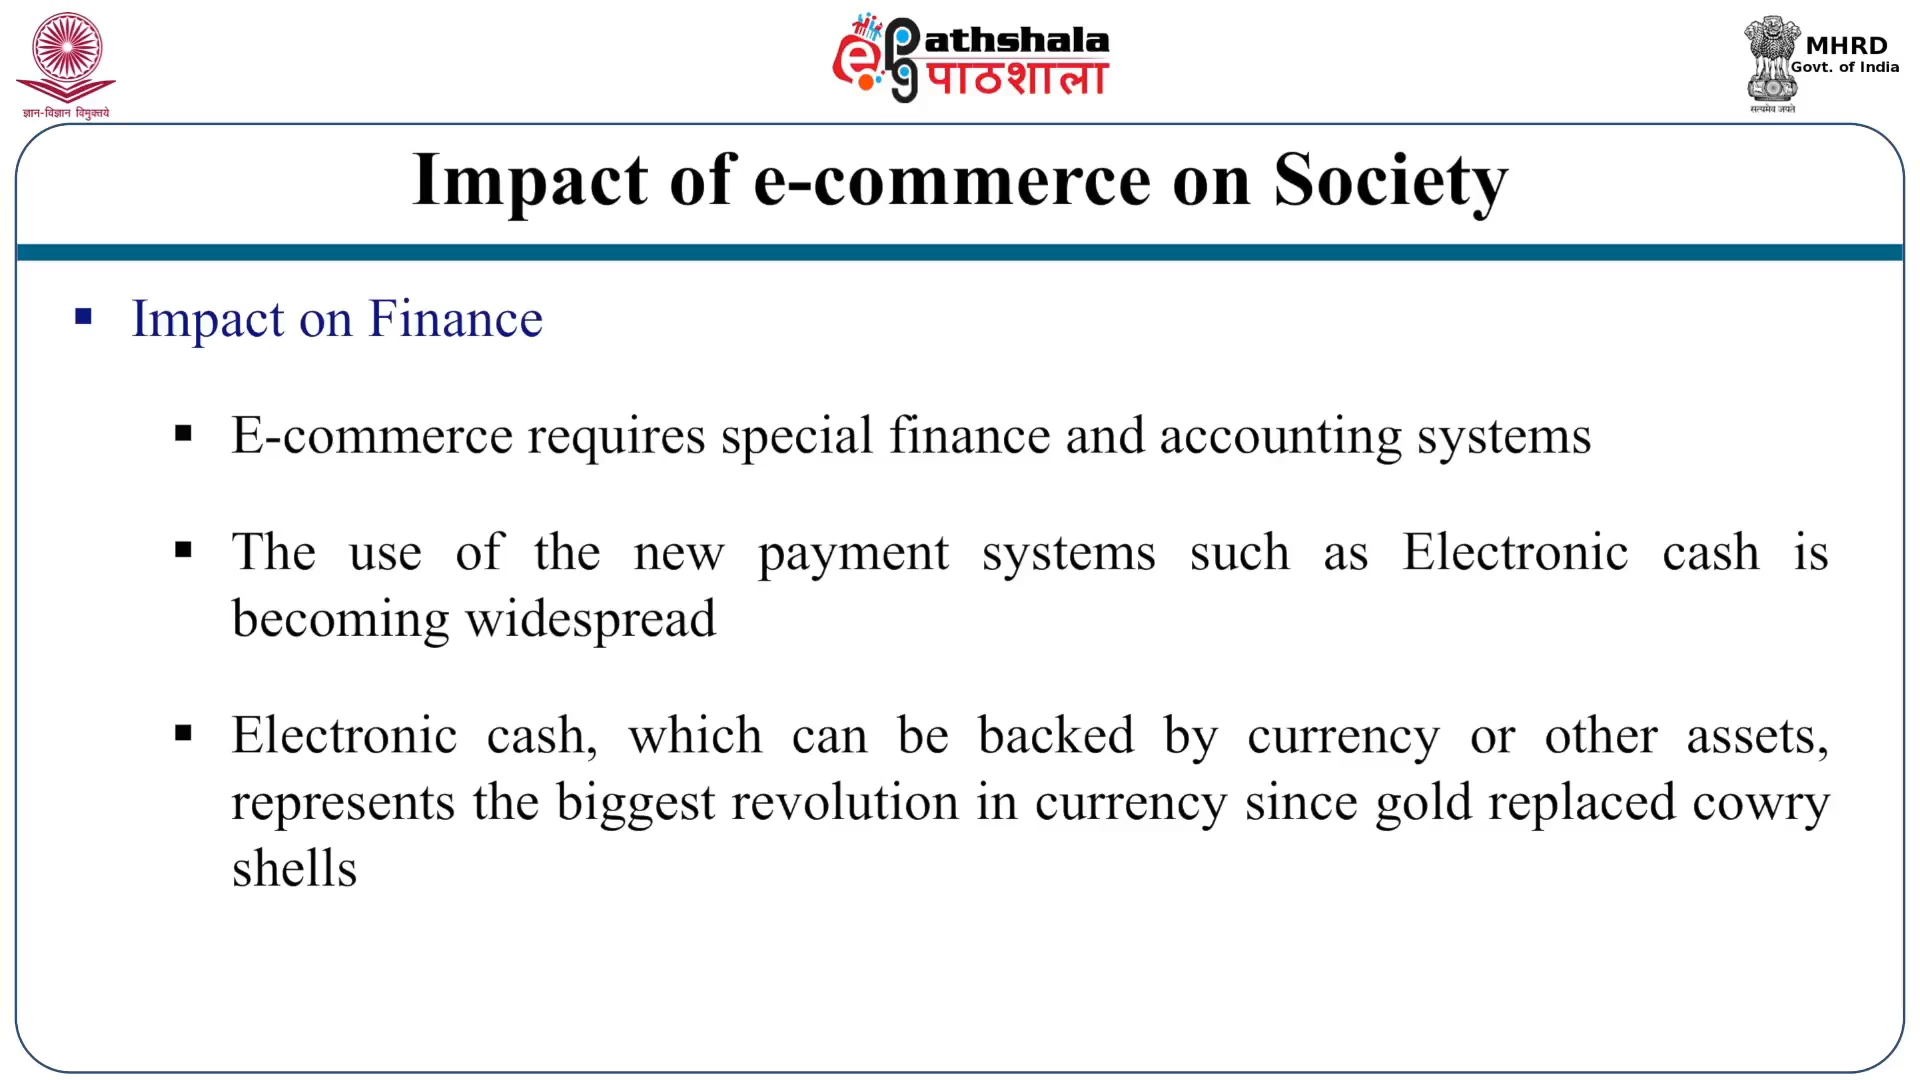 ज्ञान-विज्ञान विमुक्तये
ePathshala
पाठशाला
MHRD
Govt. of India
सत्यमेव जयते
Impact of e-commerce on Society
▪ Impact on Finance
▪ E-commerce requires special finance and accounting systems
▪ The use of the new payment systems such as Electronic cash is
becoming widespread
▪ Electronic cash, which can be backed by currency or other assets,
represents the biggest revolution in currency since gold replaced cowry
shells